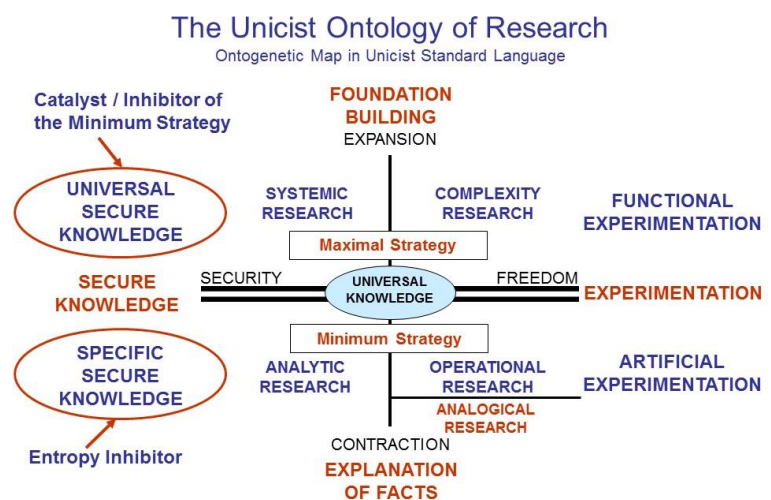 The Unicist Ontology of Research
Ontogenetic Map in Unicist Standard Language
Catalyst / Inhibitor of
the Minimum Strategy
FOUNDATION
BUILDING
EXPANSION
UNIVERSAL
SECURE
KNOWLEDGE
SYSTEMIC
RESEARCH
COMPLEXITY
RESEARCH
FUNCTIONAL
EXPERIMENTATION
Maximal Strategy
SECURE
KNOWLEDGE
SECURITY
UNIVERSAL
KNOWLEDGE
FREEDOM
EXPERIMENTATION
Minimum Strategy
SPECIFIC
SECURE
KNOWLEDGE
ANALYTIC
RESEARCH
OPERATIONAL
RESEARCH
ANALOGICAL
RESEARCH
ARTIFICIAL
EXPERIMENTATION
CONTRACTION
Entropy Inhibitor
EXPLANATION
OF FACTS